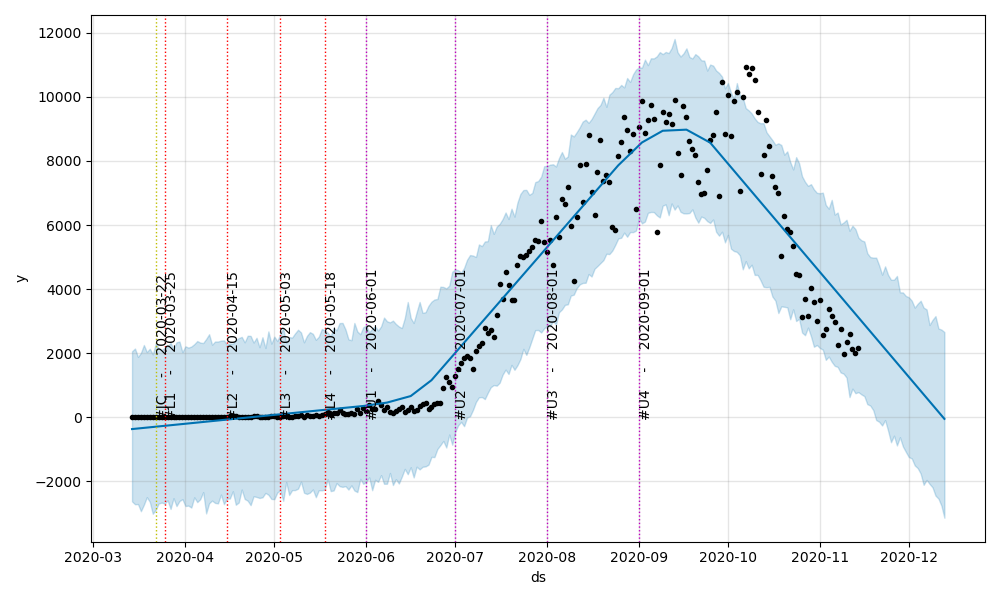 12000
10000
8000
6000
4000
2000
0
−2000
y
#JC - 2020-03-22
#L1 - 2020-03-25
#L2 - 2020-04-15
#L3 - 2020-05-03
#L4 - 2020-05-18
#U1 - 2020-06-01
#U2 - 2020-07-01
#U3 - 2020-08-01
#U4 - 2020-09-01
2020-03 2020-04 2020-05 2020-06 2020-07 2020-08 2020-09 2020-10 2020-11 2020-12
ds